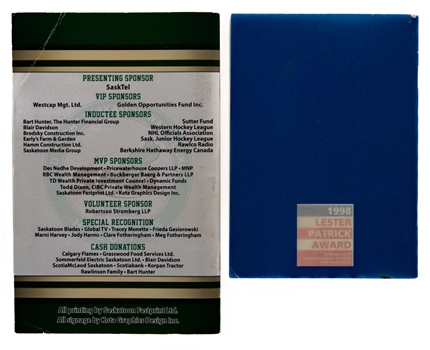 PRESENTING SPONSOR
SaskTel
VIP SPONSORS
Westcap Mgt. Ltd. Golden Opportunities Fund Inc.
INDUCTEE SPONSORS
Bart Hunter, The Hunter Financial Group Sutter Fund
Blair Davidson Western Hockey League
Brodsky Construction Inc. NHL Officials Association
Early's Farm & Garden Sask. Junior Hockey League
Hamm Construction Ltd. Rawlco Radio
Saskatoon Media Group Berkshire Hathaway Energy Canada
MVP SPONSORS
Des Nedhe Development • Pricewaterhouse Coopers LLP • MNP
RBC Wealth Management • Buckberger Baerg & Partners LLP
TD Wealth Private Investment Counsel • Dynamic Funds
Todd Dixon, CIBC Private Wealth Management
Saskatoon Fastprint Ltd. • Kota Graphics Design Inc.
VOLUNTEER SPONSOR
Robertson Stromberg LLP
SPECIAL RECOGNITION
Saskatoon Blades • Global TV • Tracey Monette • Frieda Gesiorowski
Marni Harvey • Jody Harms • Clare Fotheringham • Meg Fotheringham
CASH DONATIONS
Calgary Flames • Grasswood Food Services Ltd.
Sommerfeld Electric Saskatoon Ltd. • Blair Davidson
ScotiaMcLeod Saskatoon • Scotiabank • Korpan Tractor
Rawlinson Family • Bart Hunter
All printing by Saskatoon Fastprint Ltd.
All signage by Kota Graphics Design Inc.
1998
LESTER
PATRICK
AWARD